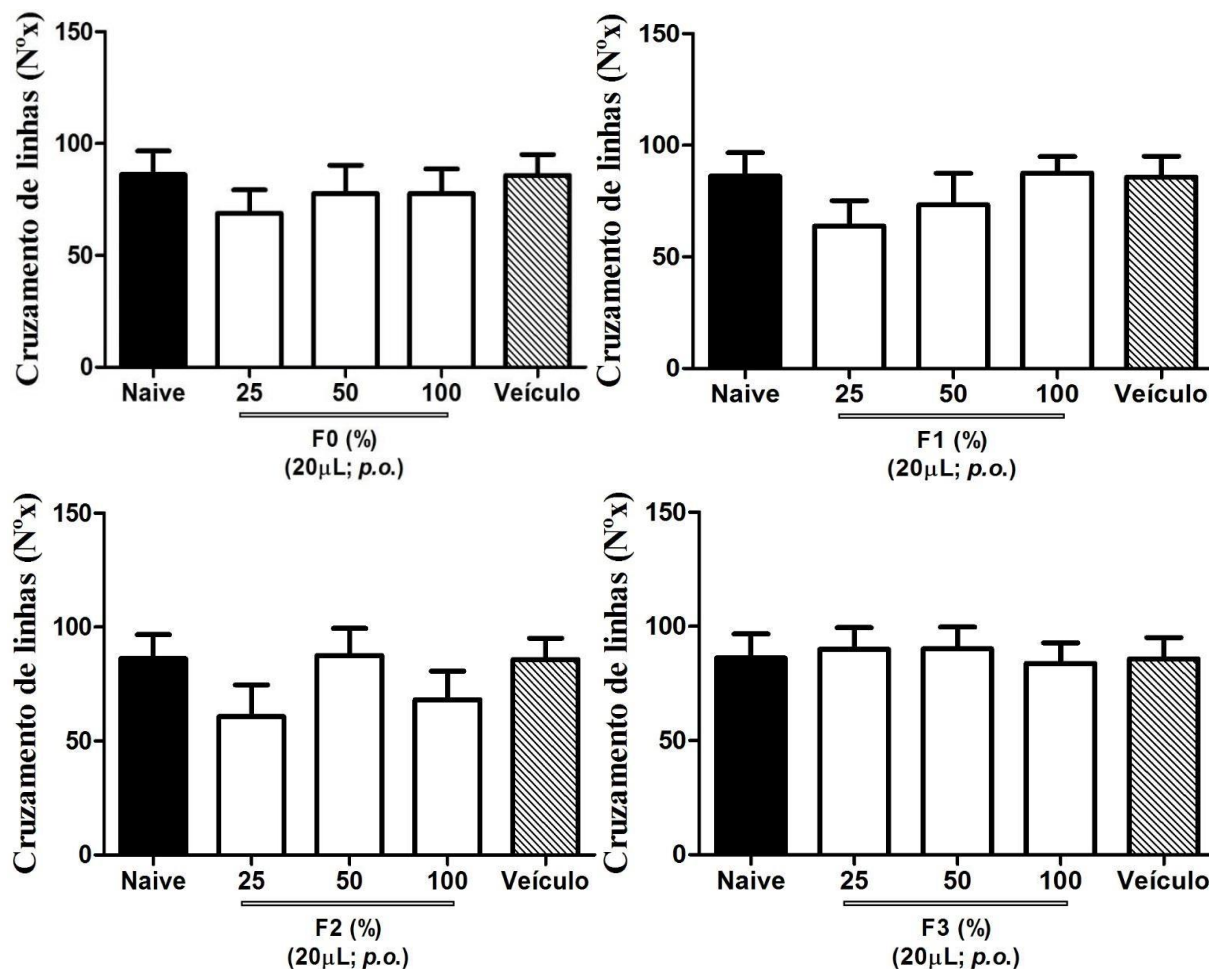 Cruzamento de linhas (Nºx)
150
100
50
0
Naive 25 50 100 Veículo
F0 (%)
(20µL; p.o.)
Cruzamento de linhas (Nºx)
150
100
50
0
Naive 25 50 100 Veículo
F1 (%)
(20µL; p.o.)
Cruzamento de linhas (Nºx)
150
100
50
0
Naive 25 50 100 Veículo
F2 (%)
(20µL; p.o.)
Cruzamento de linhas (Nºx)
150
100
50
0
Naive 25 50 100 Veículo
F3 (%)
(20µL; p.o.)